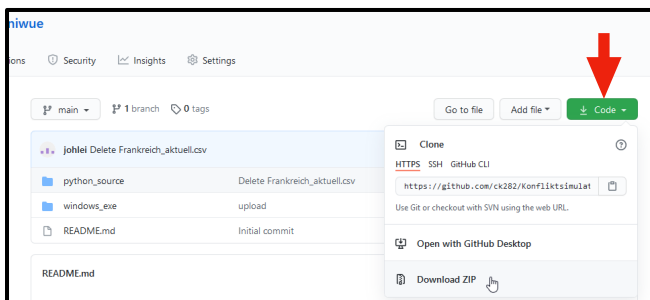 niwue
ions Security Insights Settings
main 1 branch 0 tags Go to file Add file Code
johlei Delete Frankreich_aktuell.csv
python_source Delete Frankreich_aktuell.csv
windows_exe upload
README.md Initial commit
README.md
Clone
HTTPS SSH GitHub CLI
https://github.com/ck282/Konfliktsimula
Use Git or checkout with SVN using the web URL.
Open with GitHub Desktop
Download ZIP